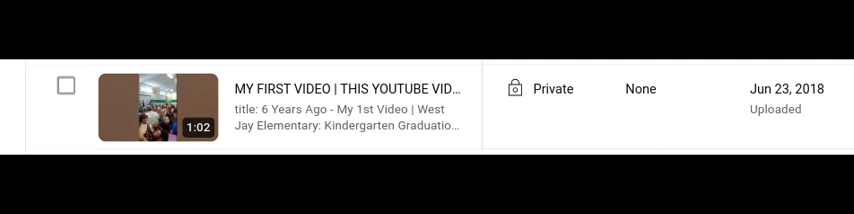 MY FIRST VIDEO | THIS YOUTUBE VID…
title: 6 Years Ago - My 1st Video | West
Jay Elementary: Kindergarten Graduatio…
1:02
Private
None
Jun 23, 2018
Uploaded